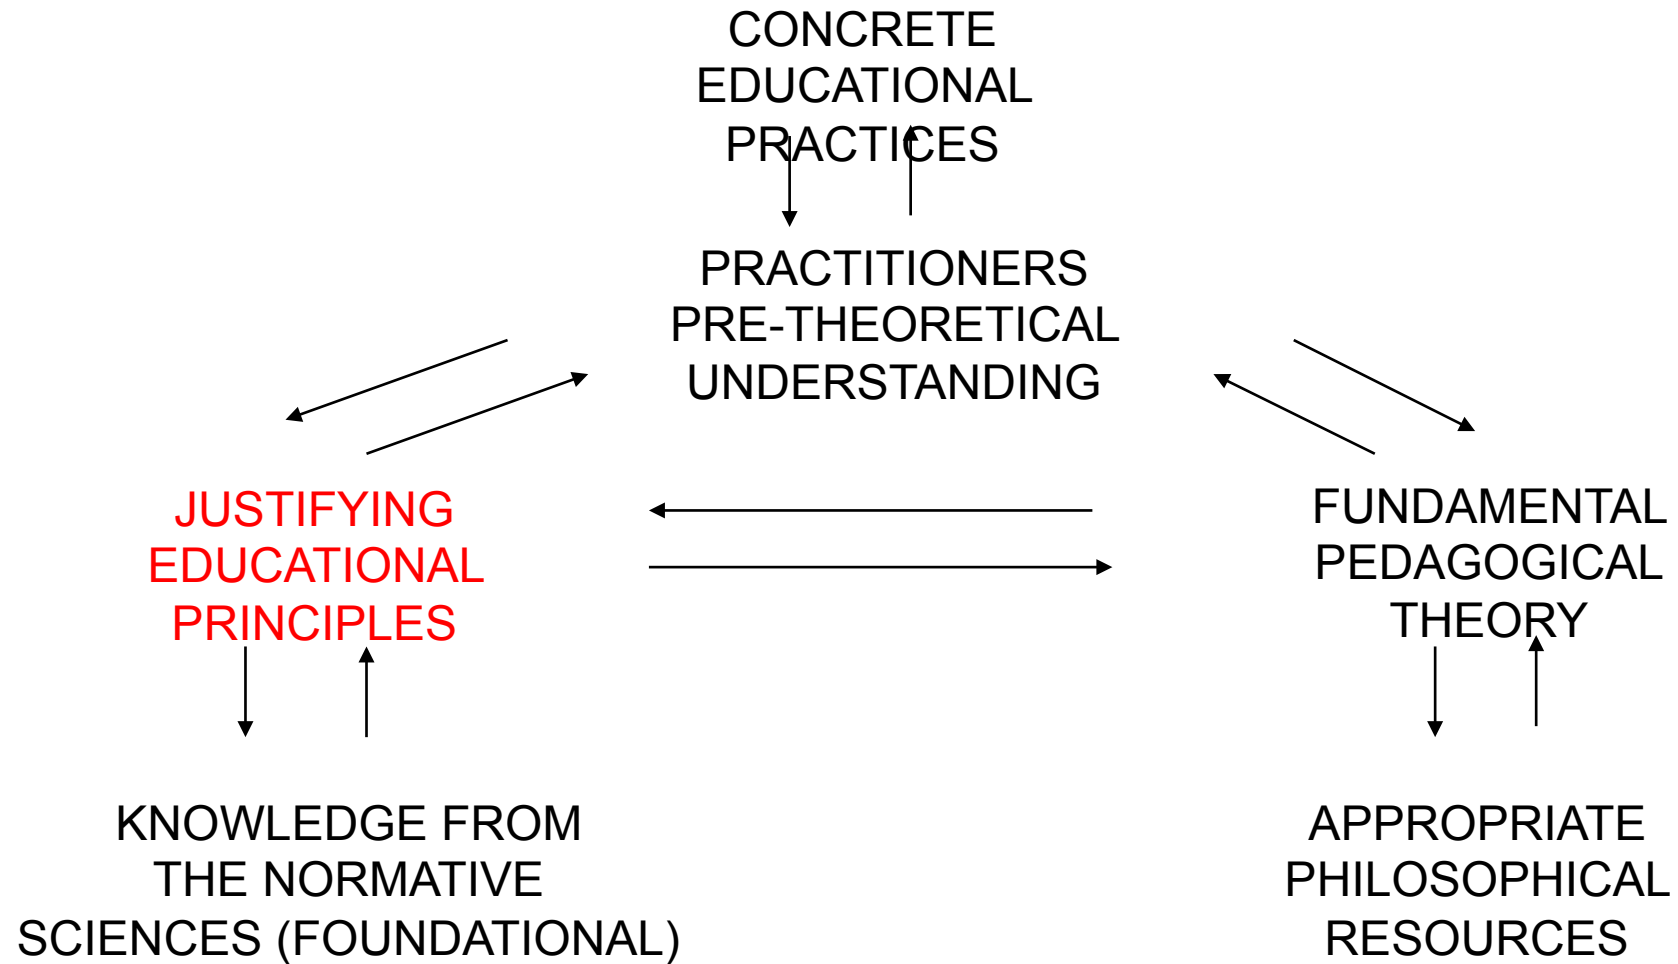 CONCRETE
EDUCATIONAL
PRACTICES
PRACTITIONERS
PRE-THEORETICAL
UNDERSTANDING
JUSTIFYING
EDUCATIONAL
PRINCIPLES
FUNDAMENTAL
PEDAGOGICAL
THEORY
KNOWLEDGE FROM
THE NORMATIVE
SCIENCES (FOUNDATIONAL)
APPROPRIATE
PHILOSOPHICAL
RESOURCES